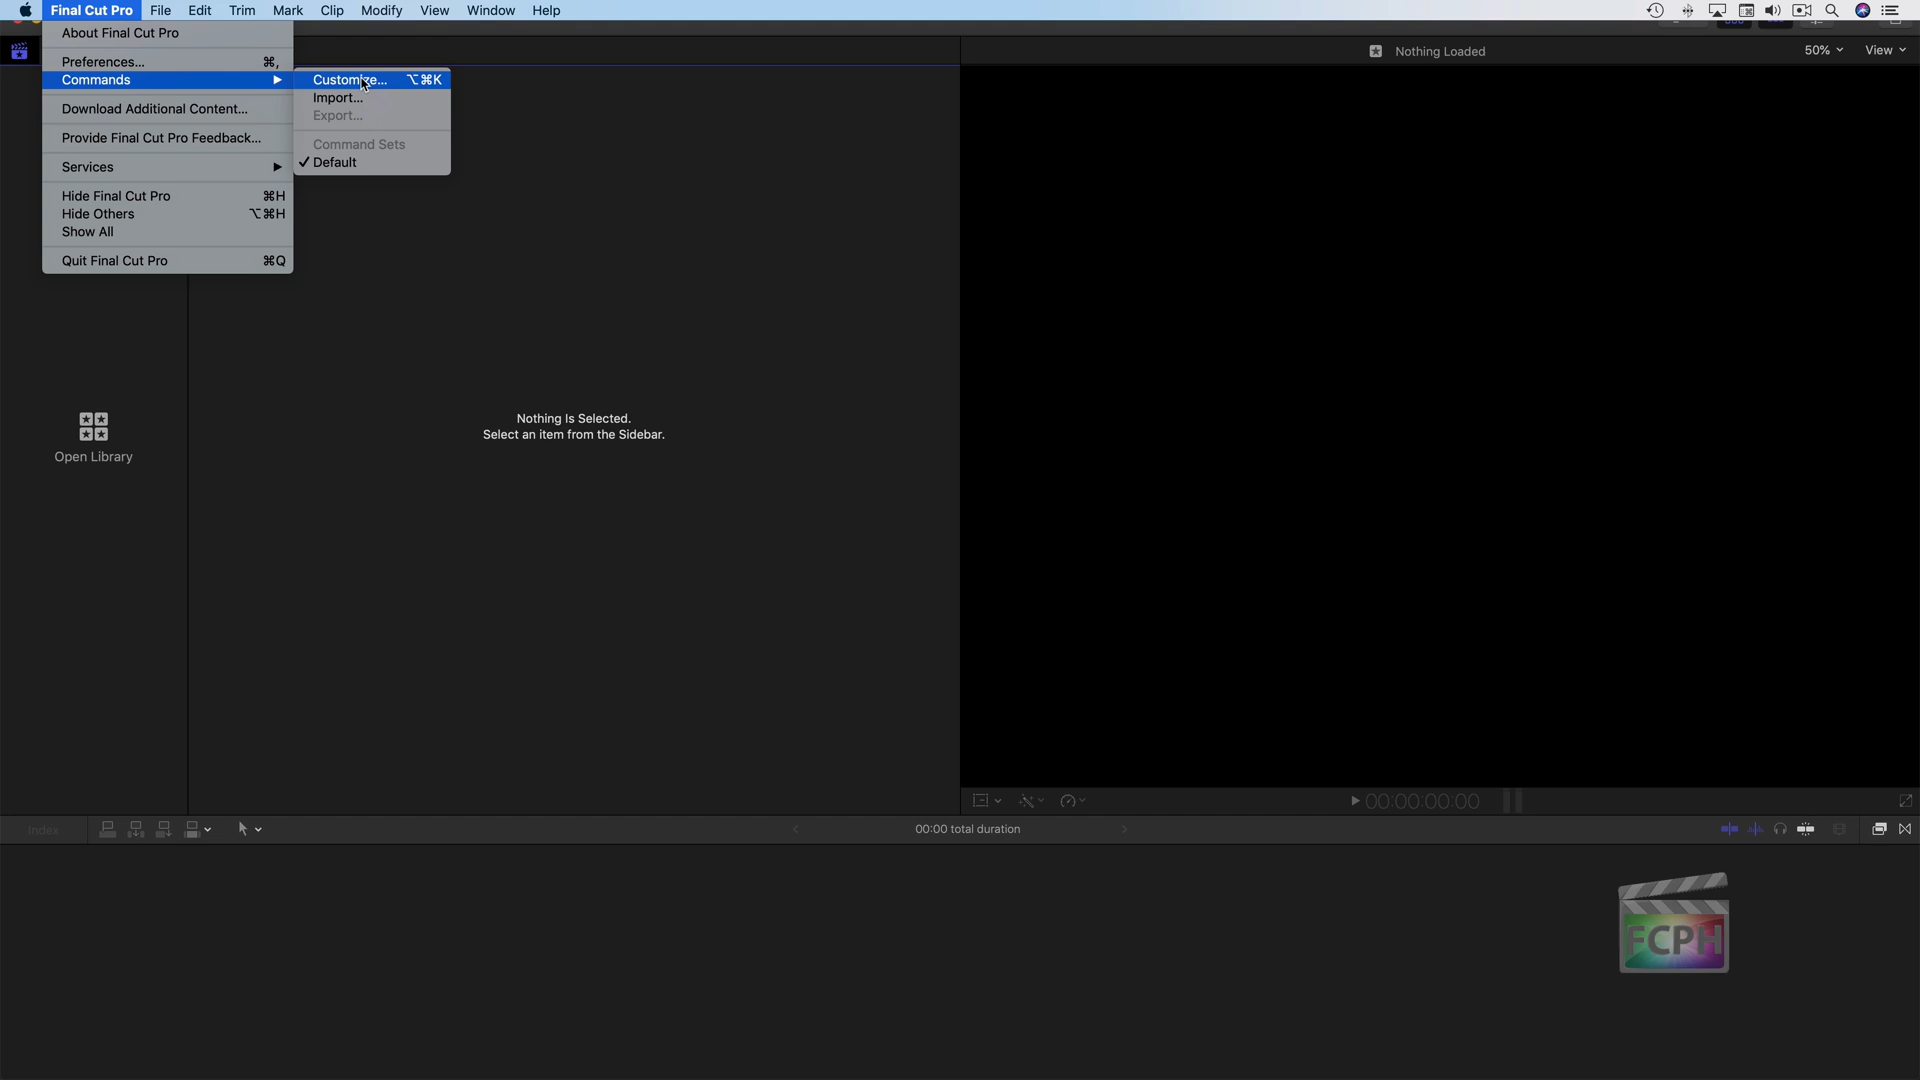 Final Cut Pro File Edit Trim Mark Clip Modify View Window Help
About Final Cut Pro
Preferences... ⌘,
Commands ▶
Download Additional Content...
Provide Final Cut Pro Feedback...
Services ▶
Hide Final Cut Pro ⌘H
Hide Others ⌥⌘H
Show All
Quit Final Cut Pro ⌘Q
Customize... ⌥⌘K
Import...
Export...
Command Sets
✓ Default
Nothing Loaded
50%
View
Open Library
Nothing Is Selected.
Select an item from the Sidebar.
00:00:00:00
Index
00:00 total duration
FCPH